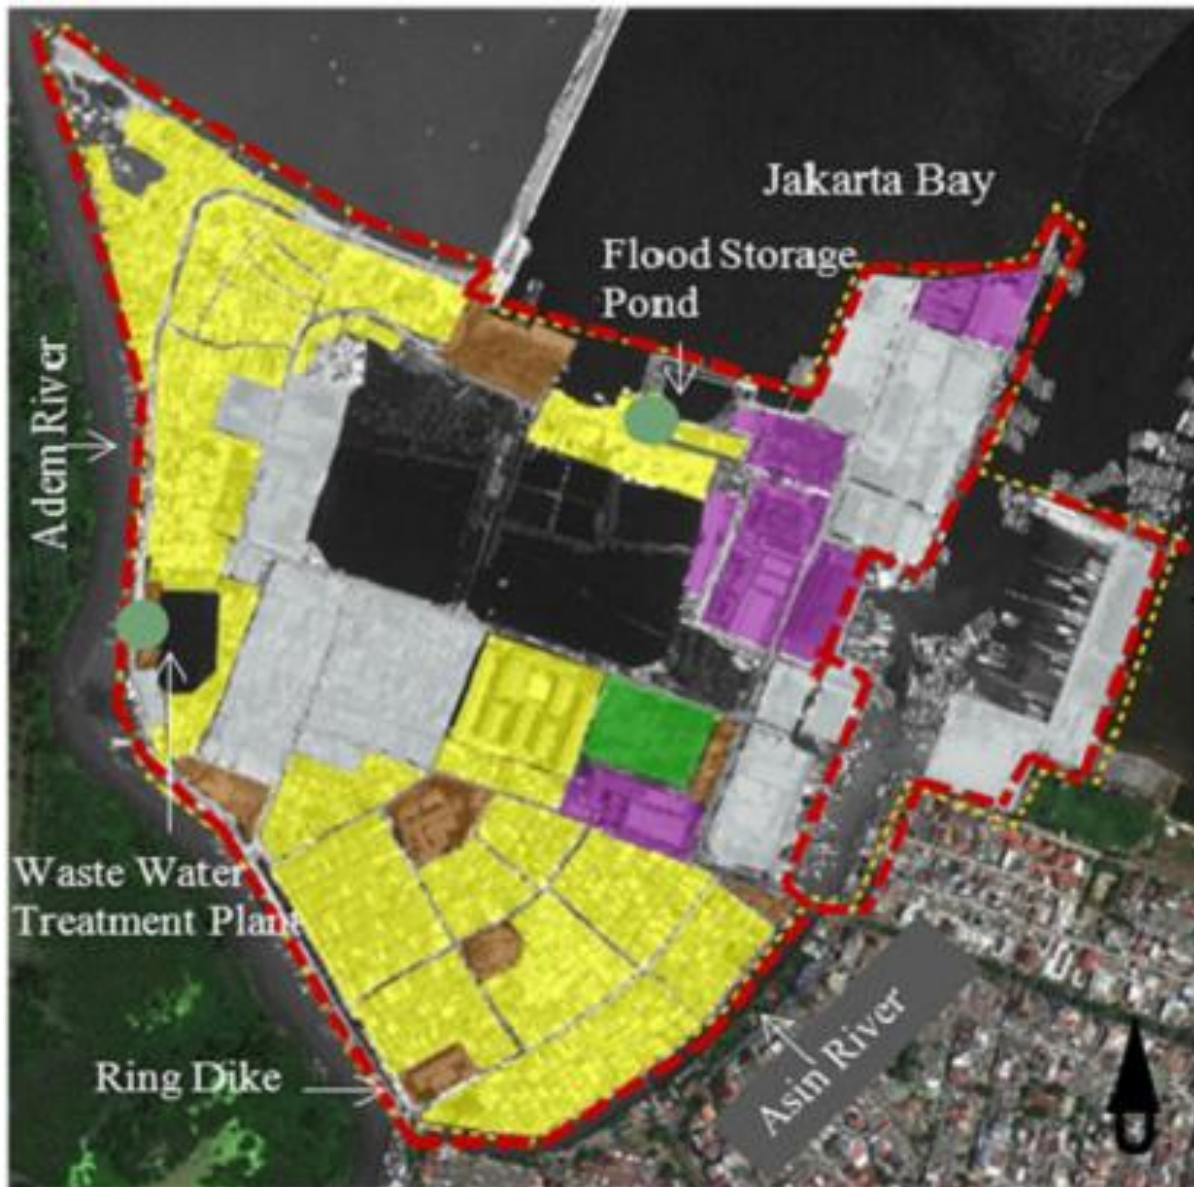 Jakarta Bay
Flood Storage
Pond
Adem River
Waste Water
Treatment Plant
Ring Dike
Asin River
U